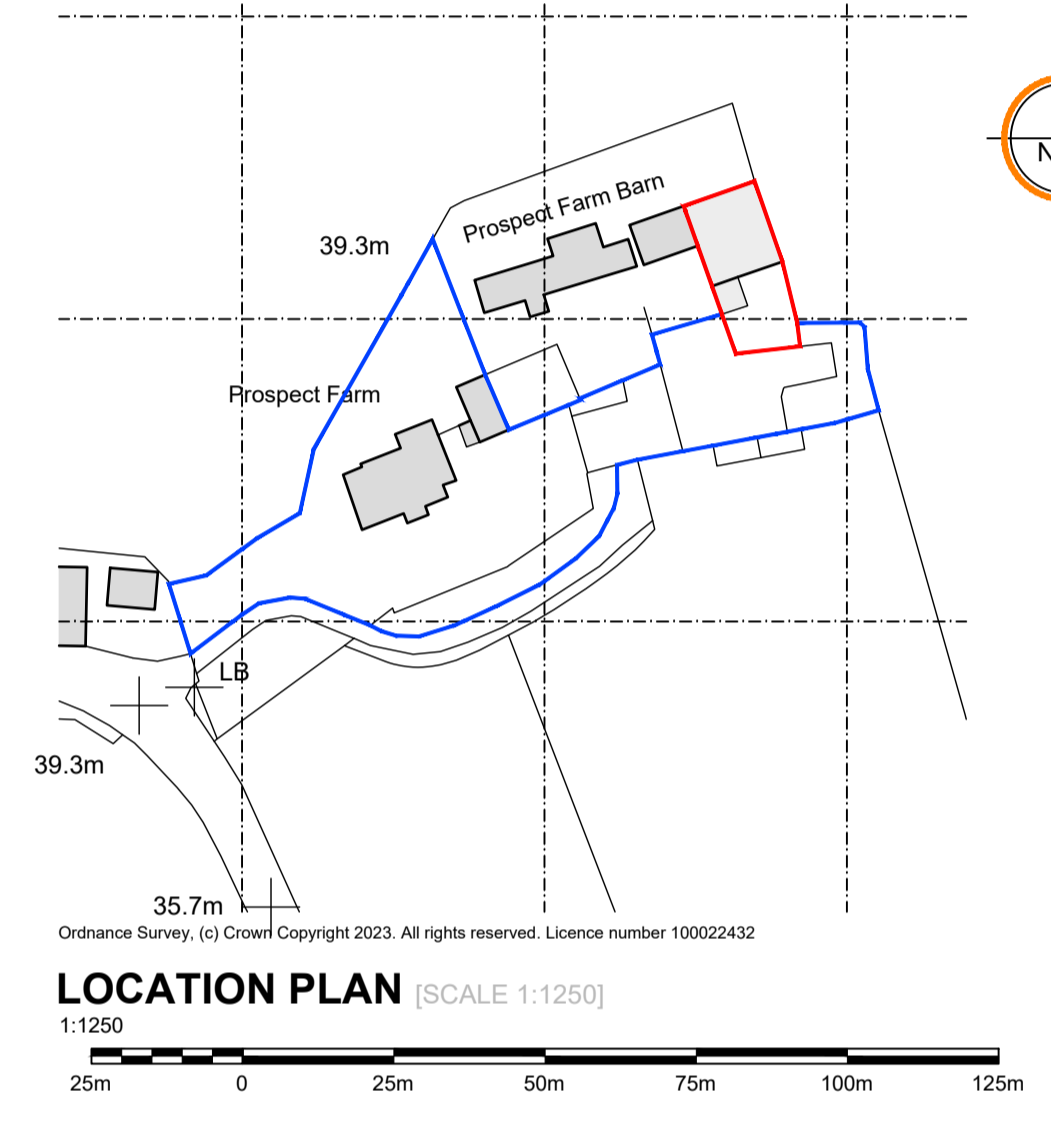 Prospect Farm Barn
N
39.3m
Prospect Farm
LB
39.3m
35.7m
Ordnance Survey, (c) Crown Copyright 2023. All rights reserved. Licence number 100022432
LOCATION PLAN [SCALE 1:1250]
1:1250
25m 0 25m 50m 75m 100m 125m